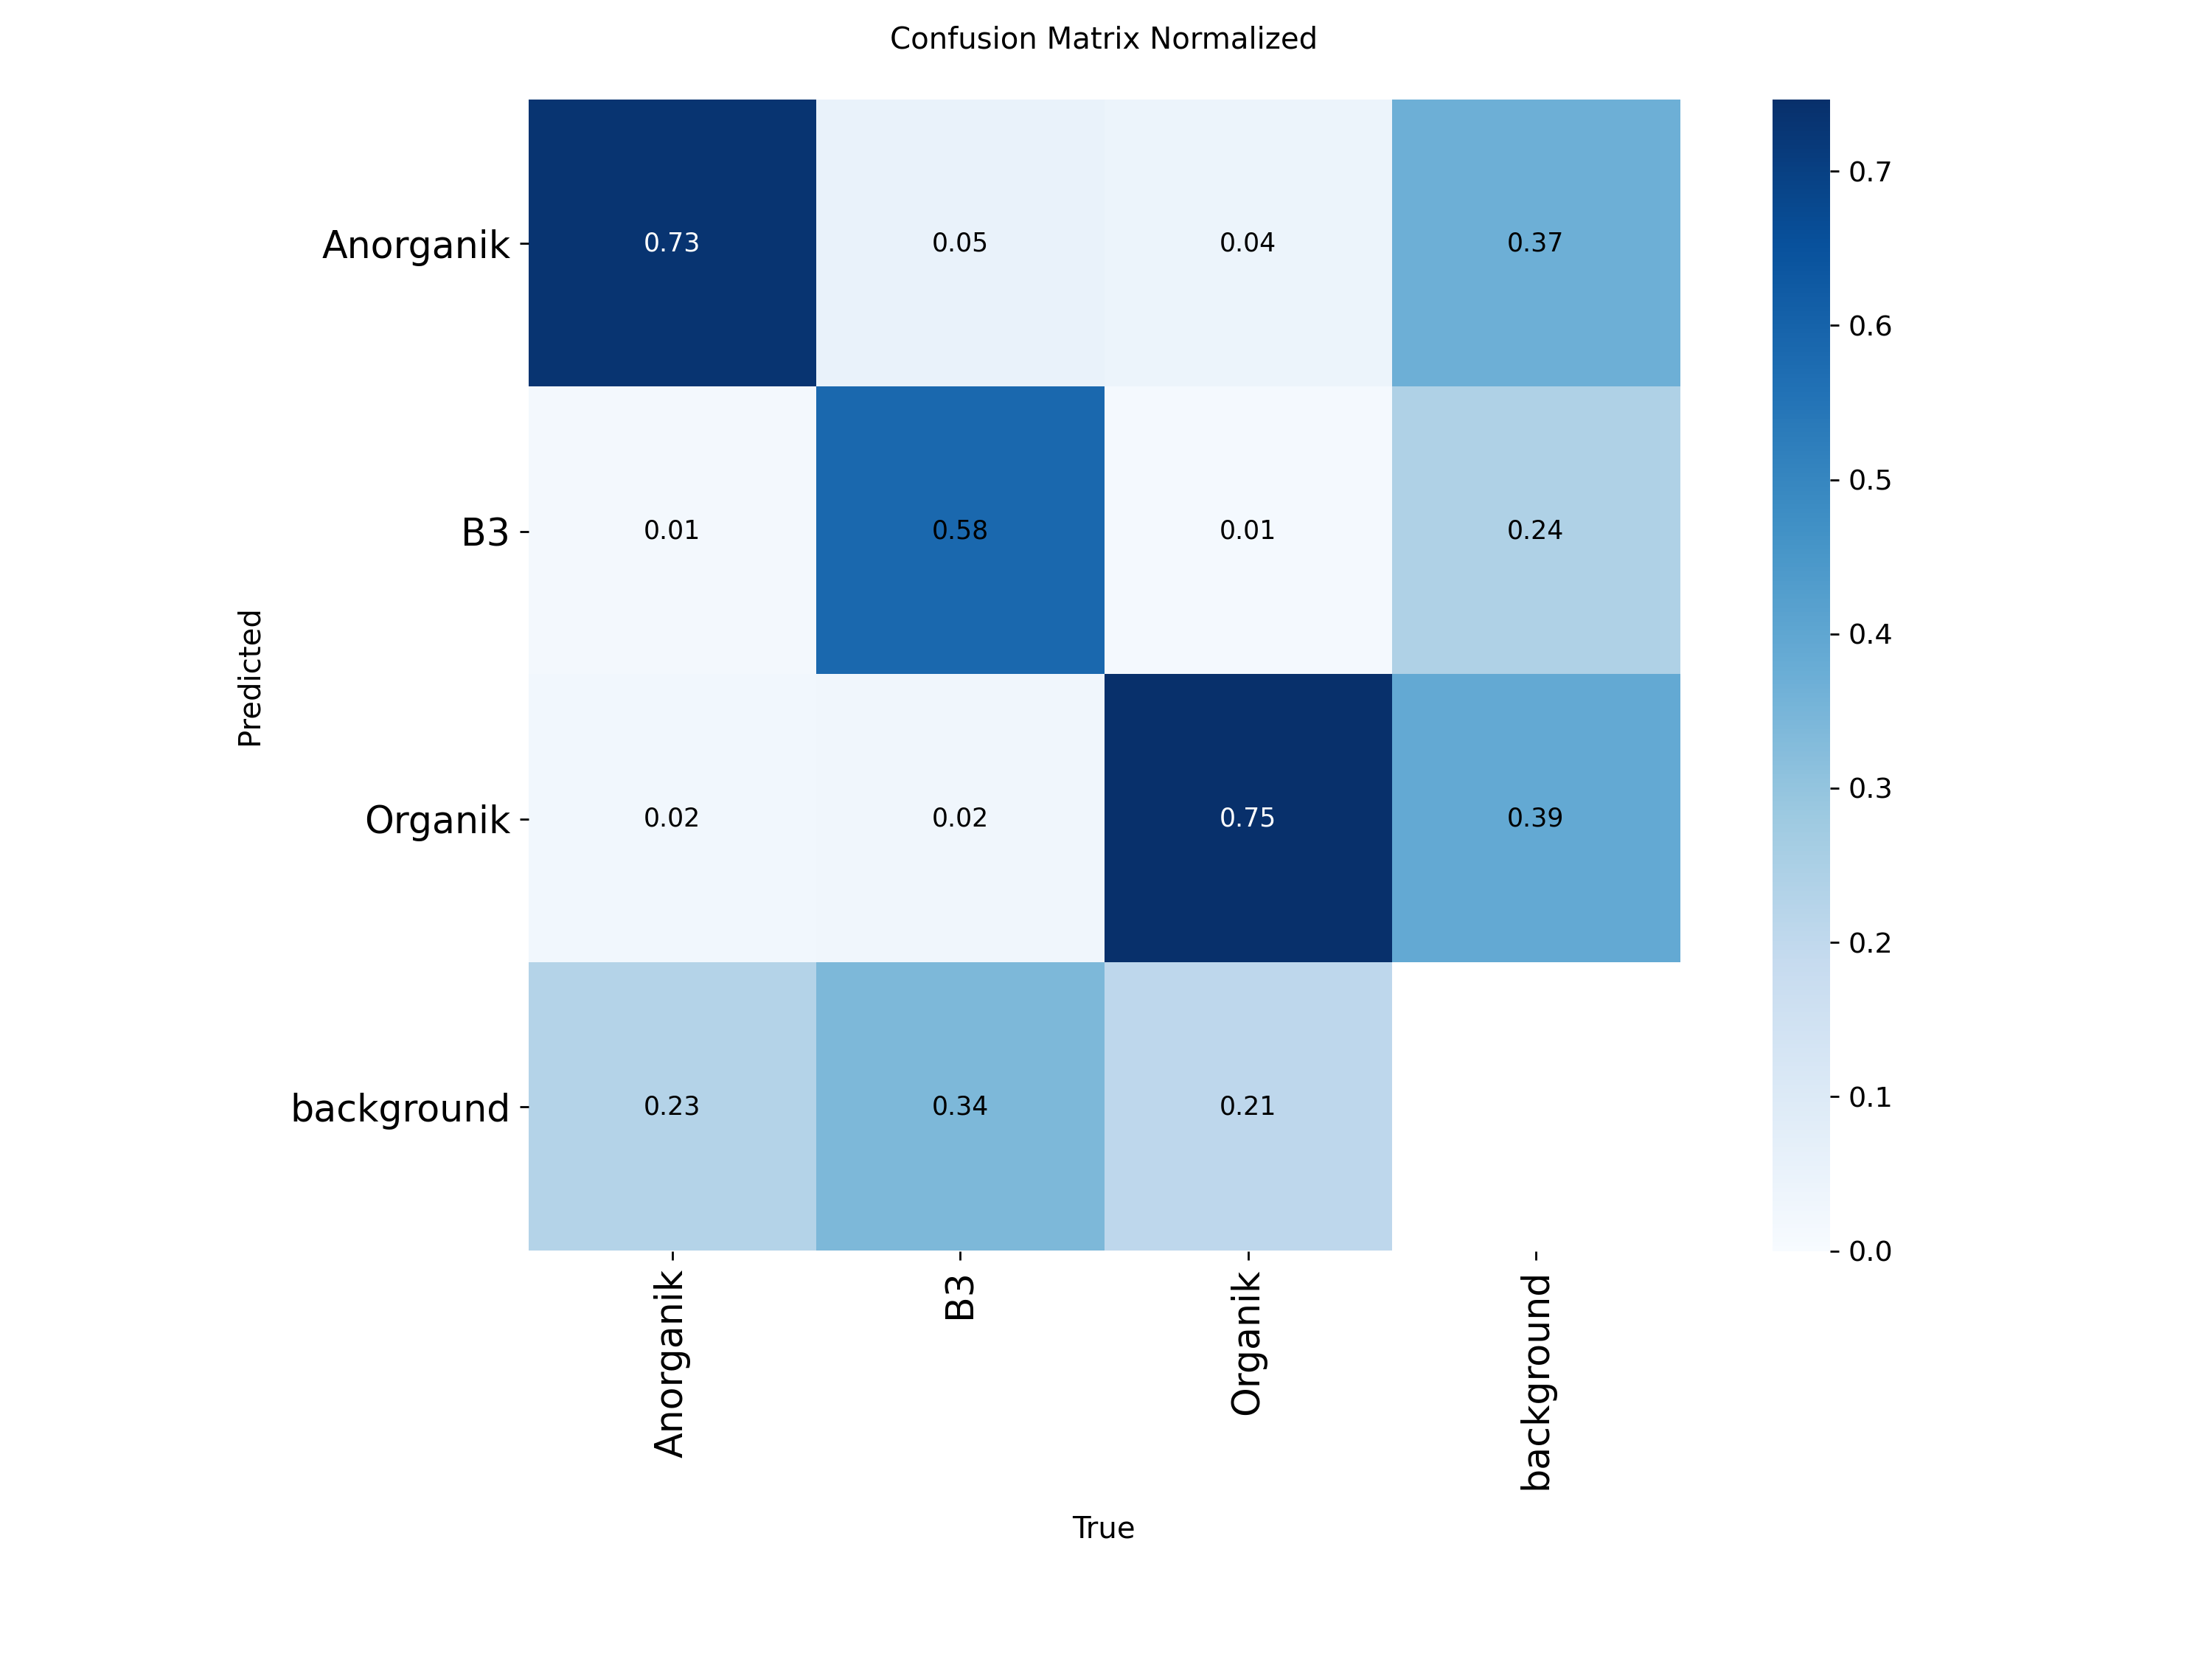 Confusion Matrix Normalized
Anorganik
0.73 0.05 0.04 0.37
B3
0.01 0.58 0.01 0.24
Organik
0.02 0.02 0.75 0.39
background
0.23 0.34 0.21
Predicted
Anorganik
B3
Organik
background
True
0.7
0.6
0.5
0.4
0.3
0.2
0.1
0.0